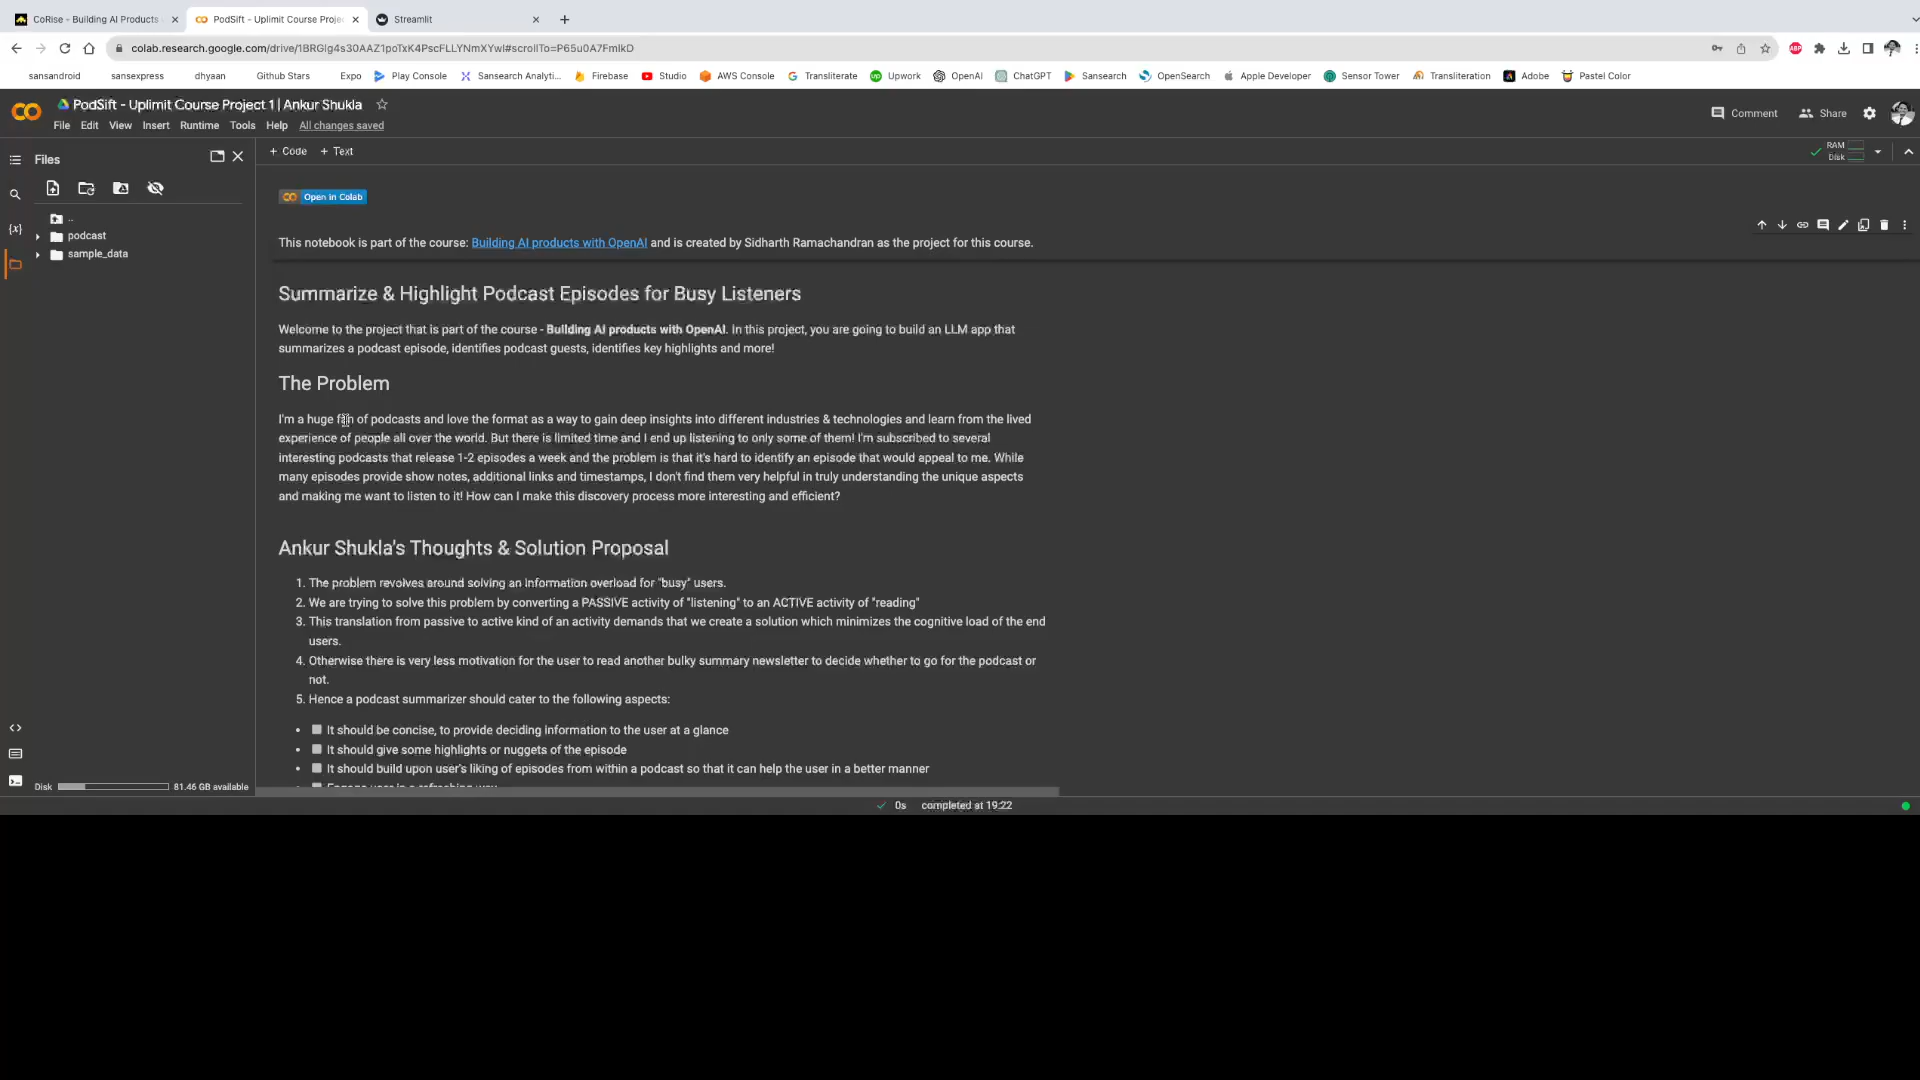 CoRise - Building AI Products
PodSift - Uplimit Course Projec
Streamlit
colab.research.google.com/drive/1BRGlg4s30AAZ1poTxK4PscFLLYNmXYwl#scrollTo=P65u0A7FmlkD
sansandroid
sansexpress
dhyaan
Github Stars
Expo
Play Console
Sansearch Analyti...
Firebase
Studio
AWS Console
Transliterate
Upwork
OpenAI
ChatGPT
Sansearch
OpenSearch
Apple Developer
Sensor Tower
Transliteration
Adobe
Pastel Color
PodSift - Uplimit Course Project 1 | Ankur Shukla
File Edit View Insert Runtime Tools Help All changes saved
Comment
Share
Files
+ Code + Text
RAM
Disk
..
podcast
sample_data
Open in Colab
This notebook is part of the course: Building AI products with OpenAI and is created by Sidharth Ramachandran as the project for this course.
Summarize & Highlight Podcast Episodes for Busy Listeners
Welcome to the project that is part of the course - Building AI products with OpenAI. In this project, you are going to build an LLM app that
summarizes a podcast episode, identifies podcast guests, identifies key highlights and more!
The Problem
I'm a huge fan of podcasts and love the format as a way to gain deep insights into different industries & technologies and learn from the lived
experience of people all over the world. But there is limited time and I end up listening to only some of them! I'm subscribed to several
interesting podcasts that release 1-2 episodes a week and the problem is that it's hard to identify an episode that would appeal to me. While
many episodes provide show notes, additional links and timestamps, I don't find them very helpful in truly understanding the unique aspects
and making me want to listen to it! How can I make this discovery process more interesting and efficient?
Ankur Shukla's Thoughts & Solution Proposal
1. The problem revolves around solving an information overload for "busy" users.
2. We are trying to solve this problem by converting a PASSIVE activity of "listening" to an ACTIVE activity of "reading"
3. This translation from passive to active kind of an activity demands that we create a solution which minimizes the cognitive load of the end
users.
4. Otherwise there is very less motivation for the user to read another bulky summary newsletter to decide whether to go for the podcast or
not.
5. Hence a podcast summarizer should cater to the following aspects:
• It should be concise, to provide deciding information to the user at a glance
• It should give some highlights or nuggets of the episode
• It should build upon user's liking of episodes from within a podcast so that it can help the user in a better manner
• Engage user in a refreshing way
Disk
81.46 GB available
0s completed at 19:22